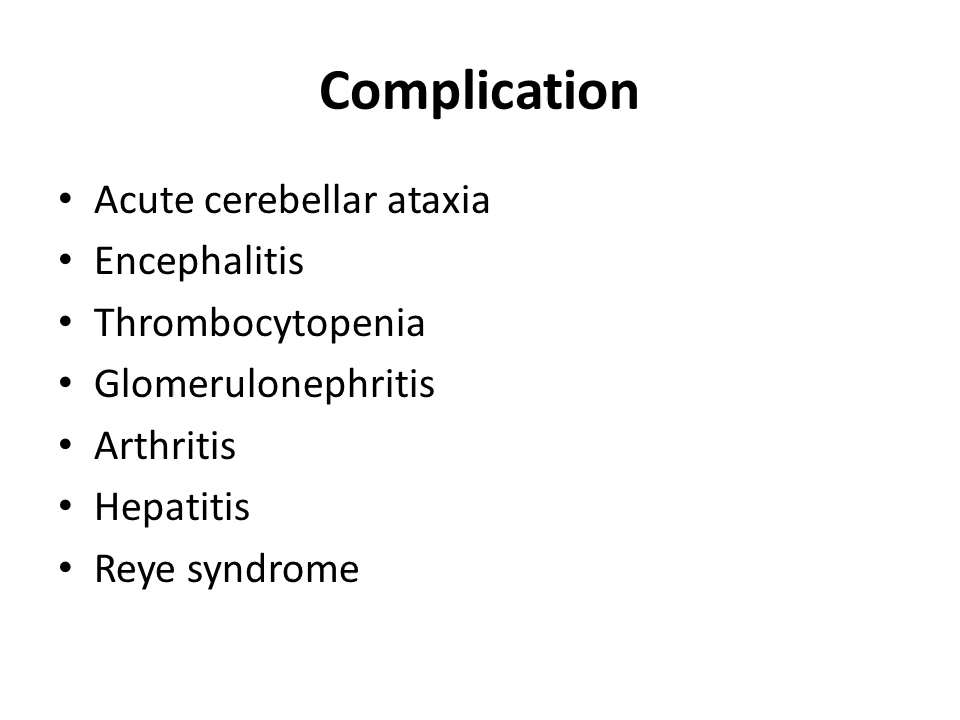 Complication
• Acute cerebellar ataxia
• Encephalitis
• Thrombocytopenia
• Glomerulonephritis
• Arthritis
• Hepatitis
• Reye syndrome